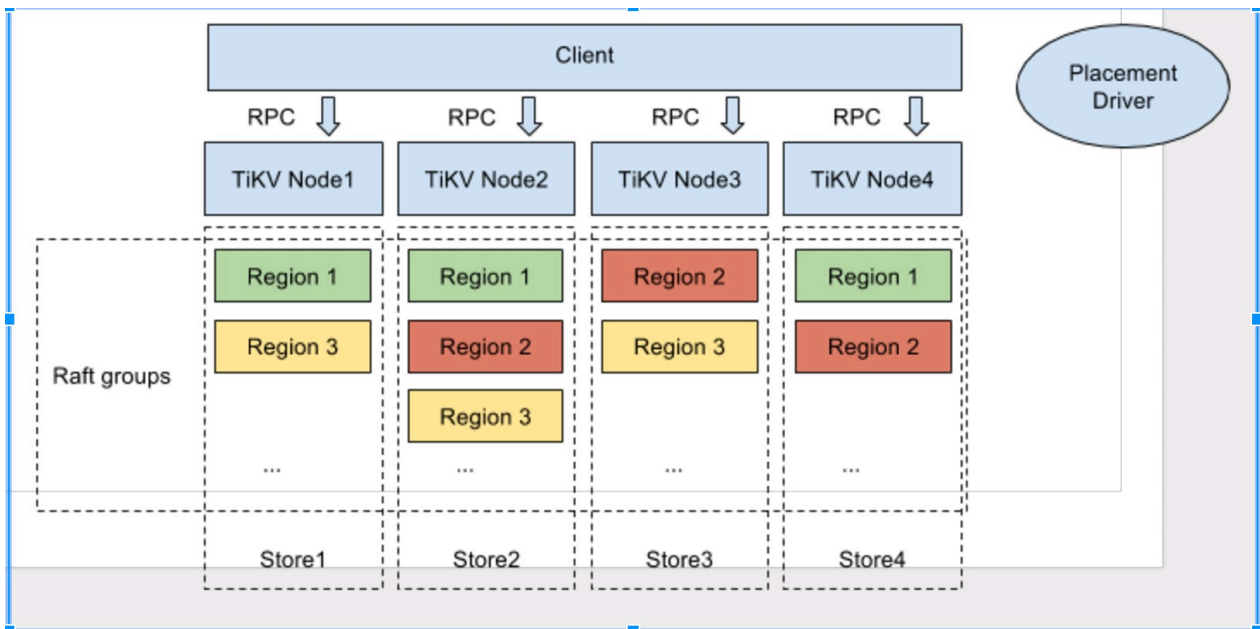 Client
Placement
Driver
RPC
RPC
RPC
RPC
TiKV Node1
TiKV Node2
TiKV Node3
TiKV Node4
Region 1
Region 1
Region 2
Region 1
Region 3
Region 2
Region 3
Region 2
Raft groups
Region 3
...
...
...
...
Store1
Store2
Store3
Store4